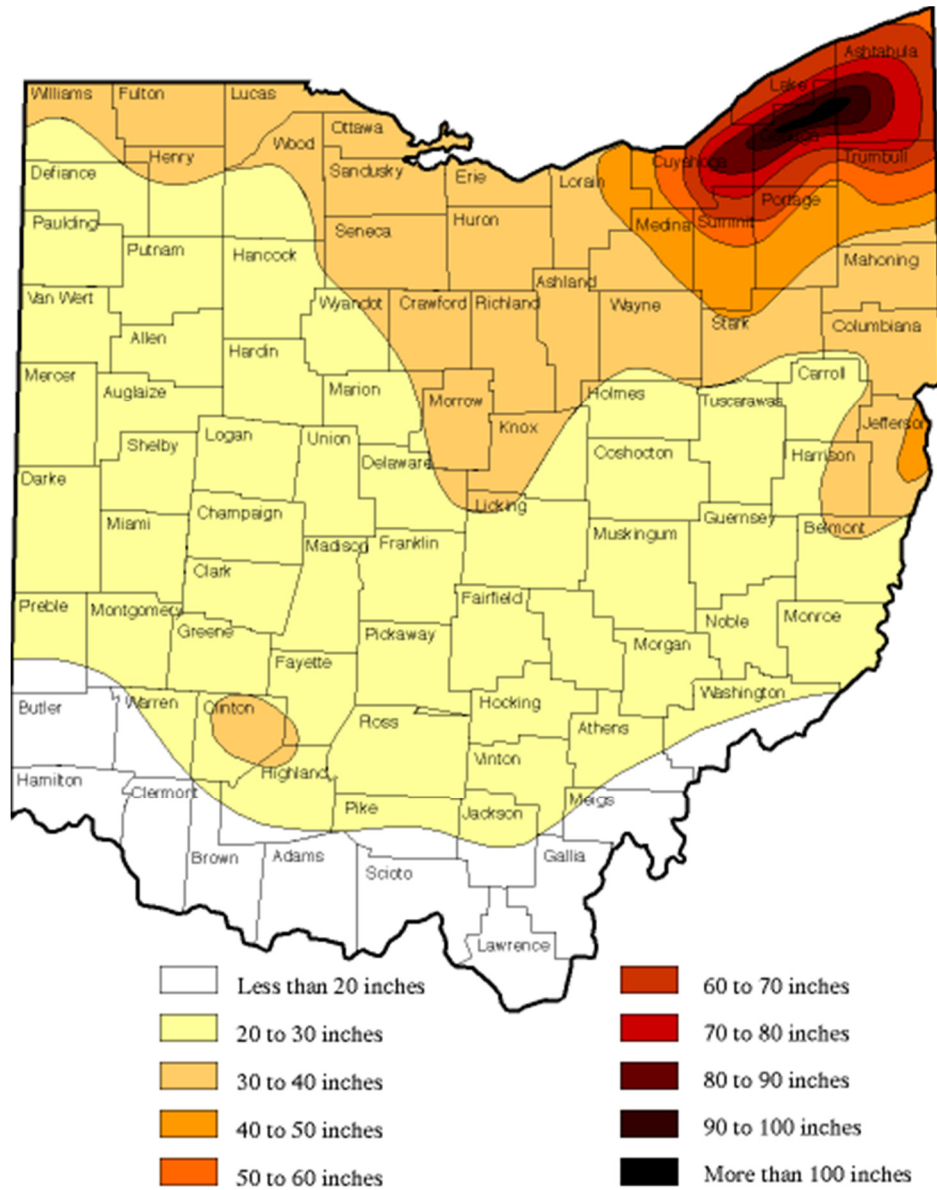 Ashtabula
Lake
Williams Fulton Lucas
Ottawa
Wood
Henry
Cuyahoga Trumbull
Defiance Sandusky Erie Lorain
Portage
Paulding Huron Medina Summit
Seneca
Putnam Hancock Mahoning
Ashland
Van Wert Wyandot Crawford Richland Wayne
Stark Columbiana
Allen
Hardin
Mercer Carroll
Auglaize Marion Holmes
Morrow Tuscarawas
Knox Jefferson
Shelby Logan Union
Coshocton Harrison
Delaware
Darke
Licking
Miami Champaign Guernsey
Belmont
Madison Franklin Muskingum
Clark
Preble Montgomery Fairfield
Monroe
Greene Pickaway Noble
Morgan
Fayette
Washington
Butler Warren Clinton Hocking
Ross Athens
Vinton
Hamilton Highland
Clermont Meigs
Pike Jackson
Brown Adams Gallia
Scioto
Lawrence
Less than 20 inches
20 to 30 inches
30 to 40 inches
40 to 50 inches
50 to 60 inches
60 to 70 inches
70 to 80 inches
80 to 90 inches
90 to 100 inches
More than 100 inches